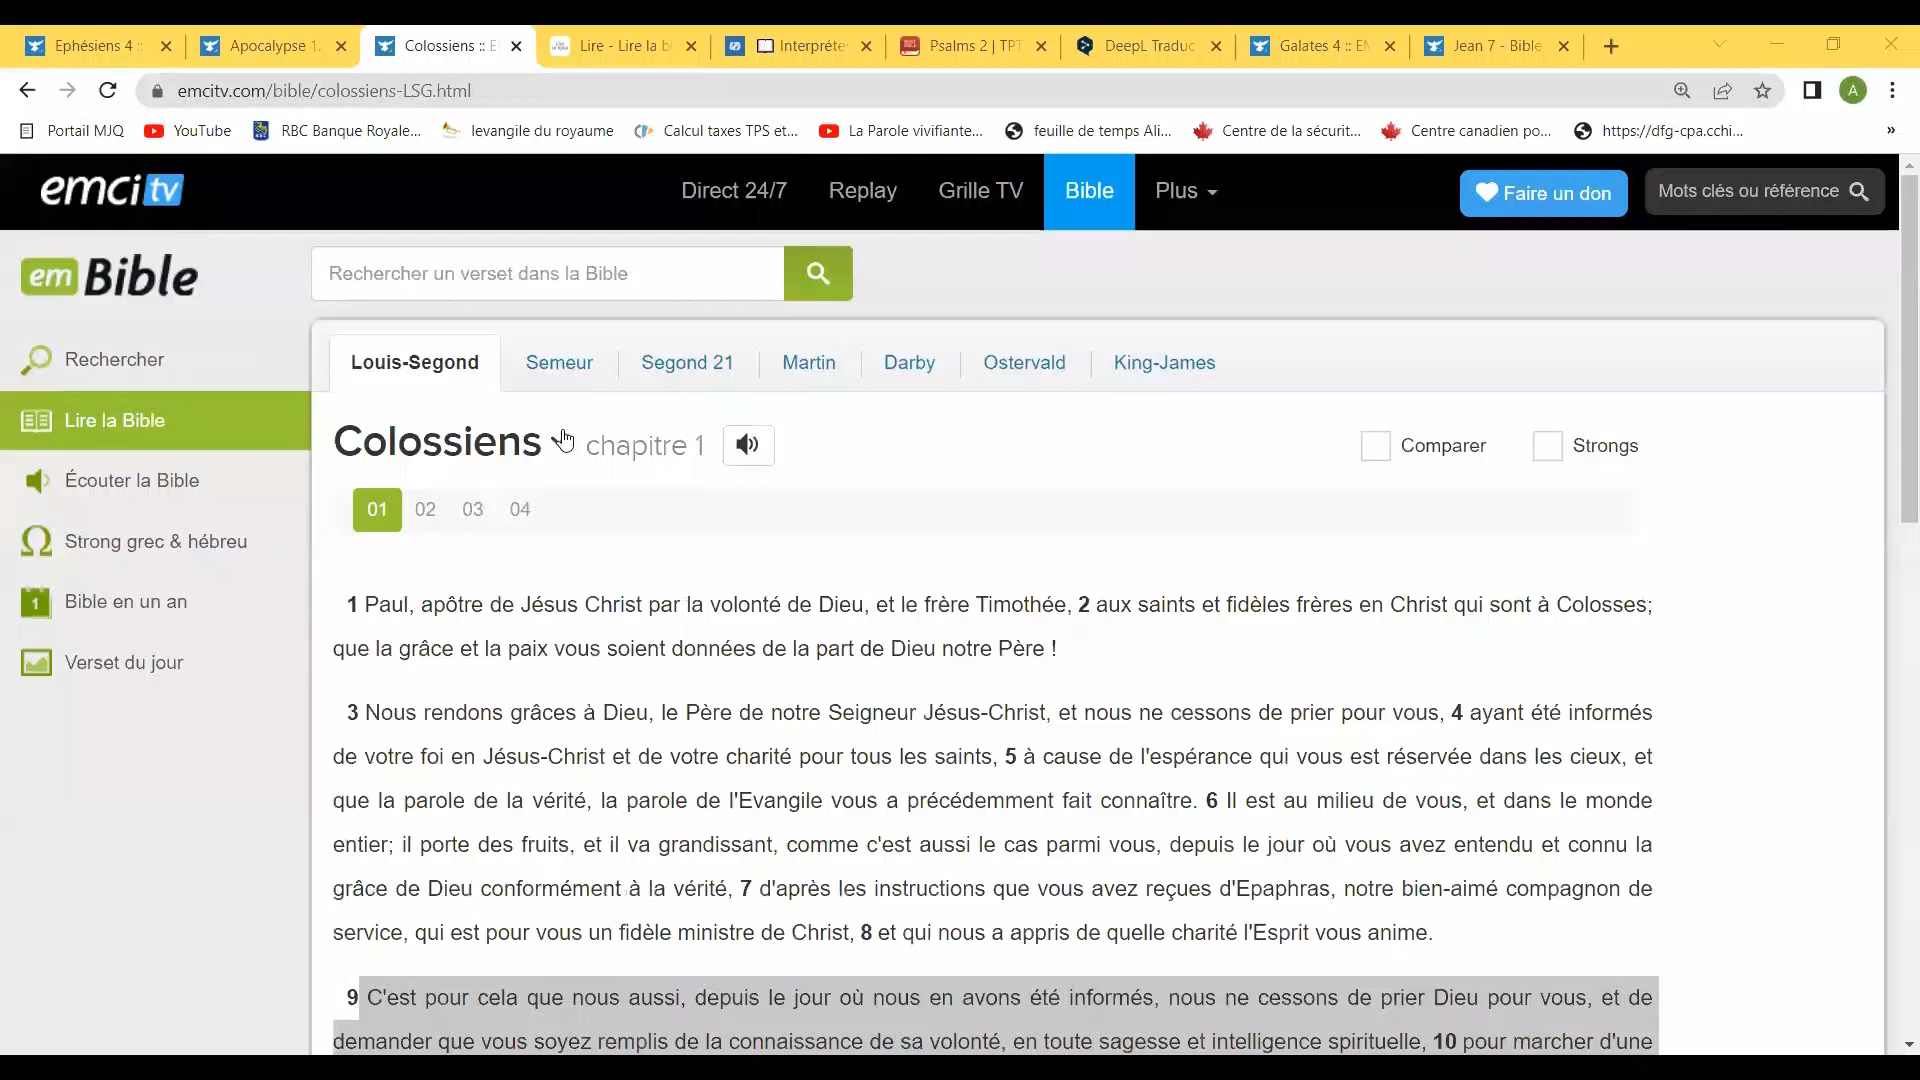 Ephésiens 4 ::
Apocalypse 1
Colossiens :: E
Lire - Lire la b
Interpréte
Psalms 2 | TPT
DeepL Traduc
Galates 4 :: EM
Jean 7 - Bible
emcitv.com/bible/colossiens-LSG.html
A
Portail MJQ
YouTube
RBC Banque Royale...
levangile du royaume
Calcul taxes TPS et...
La Parole vivifiante...
feuille de temps Ali...
Centre de la sécurit...
Centre canadien po...
https://dfg-cpa.cchi...
»
emci tv
Direct 24/7
Replay
Grille TV
Bible
Plus
Faire un don
Mots clés ou référence
em Bible
Rechercher un verset dans la Bible
Rechercher
Lire la Bible
Écouter la Bible
Strong grec & hébreu
1
Bible en un an
Verset du jour
Louis-Segond
Semeur
Segond 21
Martin
Darby
Ostervald
King-James
Colossiens chapitre 1
Comparer
Strongs
01 02 03 04
1 Paul, apôtre de Jésus Christ par la volonté de Dieu, et le frère Timothée, 2 aux saints et fidèles frères en Christ qui sont à Colosses;
que la grâce et la paix vous soient données de la part de Dieu notre Père !
3 Nous rendons grâces à Dieu, le Père de notre Seigneur Jésus-Christ, et nous ne cessons de prier pour vous, 4 ayant été informés
de votre foi en Jésus-Christ et de votre charité pour tous les saints, 5 à cause de l'espérance qui vous est réservée dans les cieux, et
que la parole de la vérité, la parole de l'Evangile vous a précédemment fait connaître. 6 Il est au milieu de vous, et dans le monde
entier; il porte des fruits, et il va grandissant, comme c'est aussi le cas parmi vous, depuis le jour où vous avez entendu et connu la
grâce de Dieu conformément à la vérité, 7 d'après les instructions que vous avez reçues d'Epaphras, notre bien-aimé compagnon de
service, qui est pour vous un fidèle ministre de Christ, 8 et qui nous a appris de quelle charité l'Esprit vous anime.
9 C'est pour cela que nous aussi, depuis le jour où nous en avons été informés, nous ne cessons de prier Dieu pour vous, et de
demander que vous soyez remplis de la connaissance de sa volonté, en toute sagesse et intelligence spirituelle, 10 pour marcher d'une